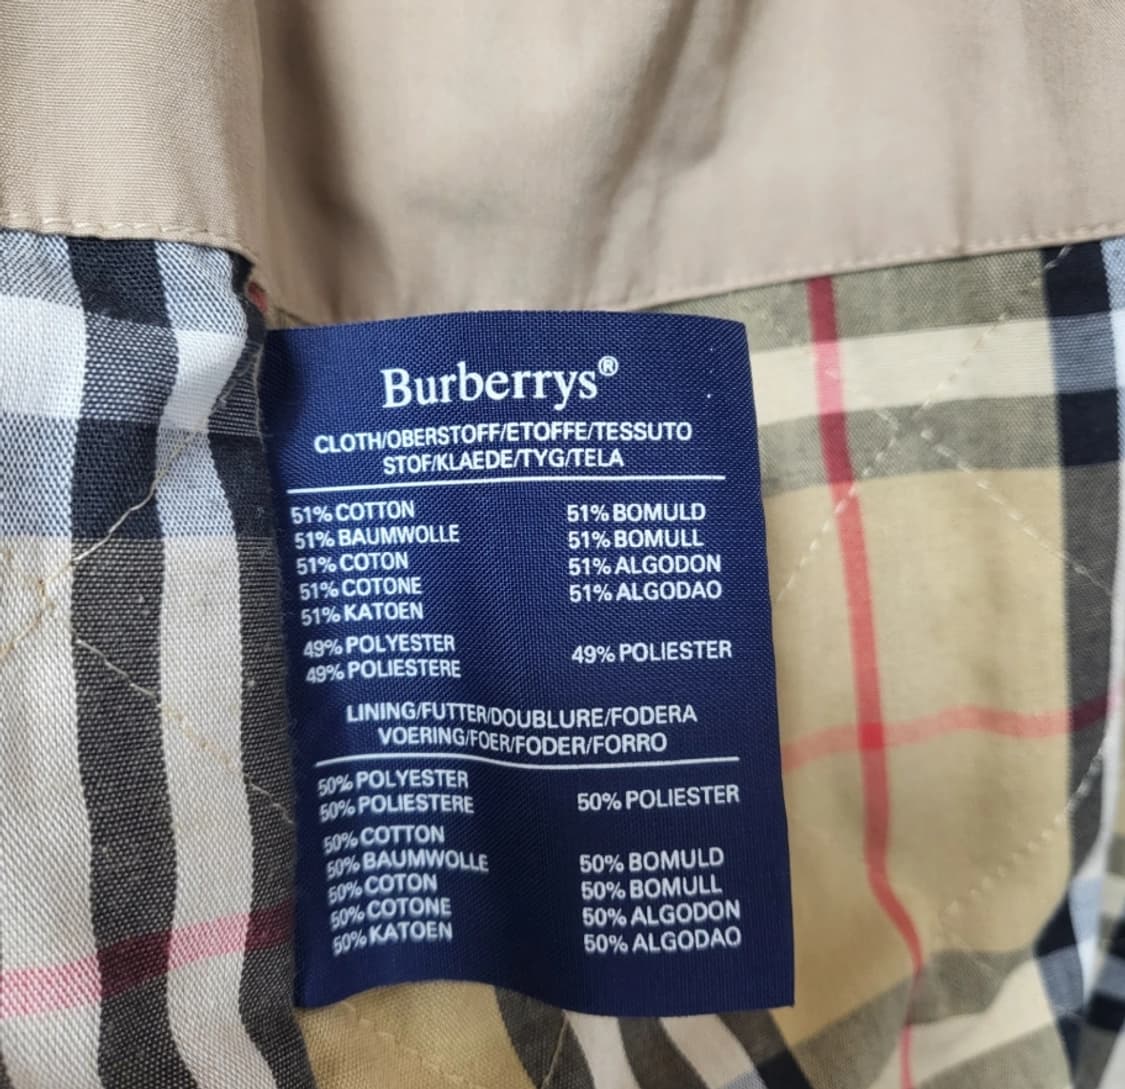 Burberrys®
CLOTH/OBERSTOFF/ETOFFE/TESSUTO
STOF/KLAEDE/TYG/TELA
51% COTTON
51% BAUMWOLLE
51% COTON
51% COTONE
51% KATOEN
49% POLYESTER
49% POLIESTERE
51% BOMULD
51% BOMULL
51% ALGODON
51% ALGODAO
49% POLIESTER
LINING/FUTTER/DOUBLURE/FODERA
VOERING/FOER/FODER/FORRO
50% POLYESTER
50% POLIESTERE
50% COTTON
50% BAUMWOLLE
50% COTON
50% COTONE
50% KATOEN
50% POLIESTER
50% BOMULD
50% BOMULL
50% ALGODON
50% ALGODAO